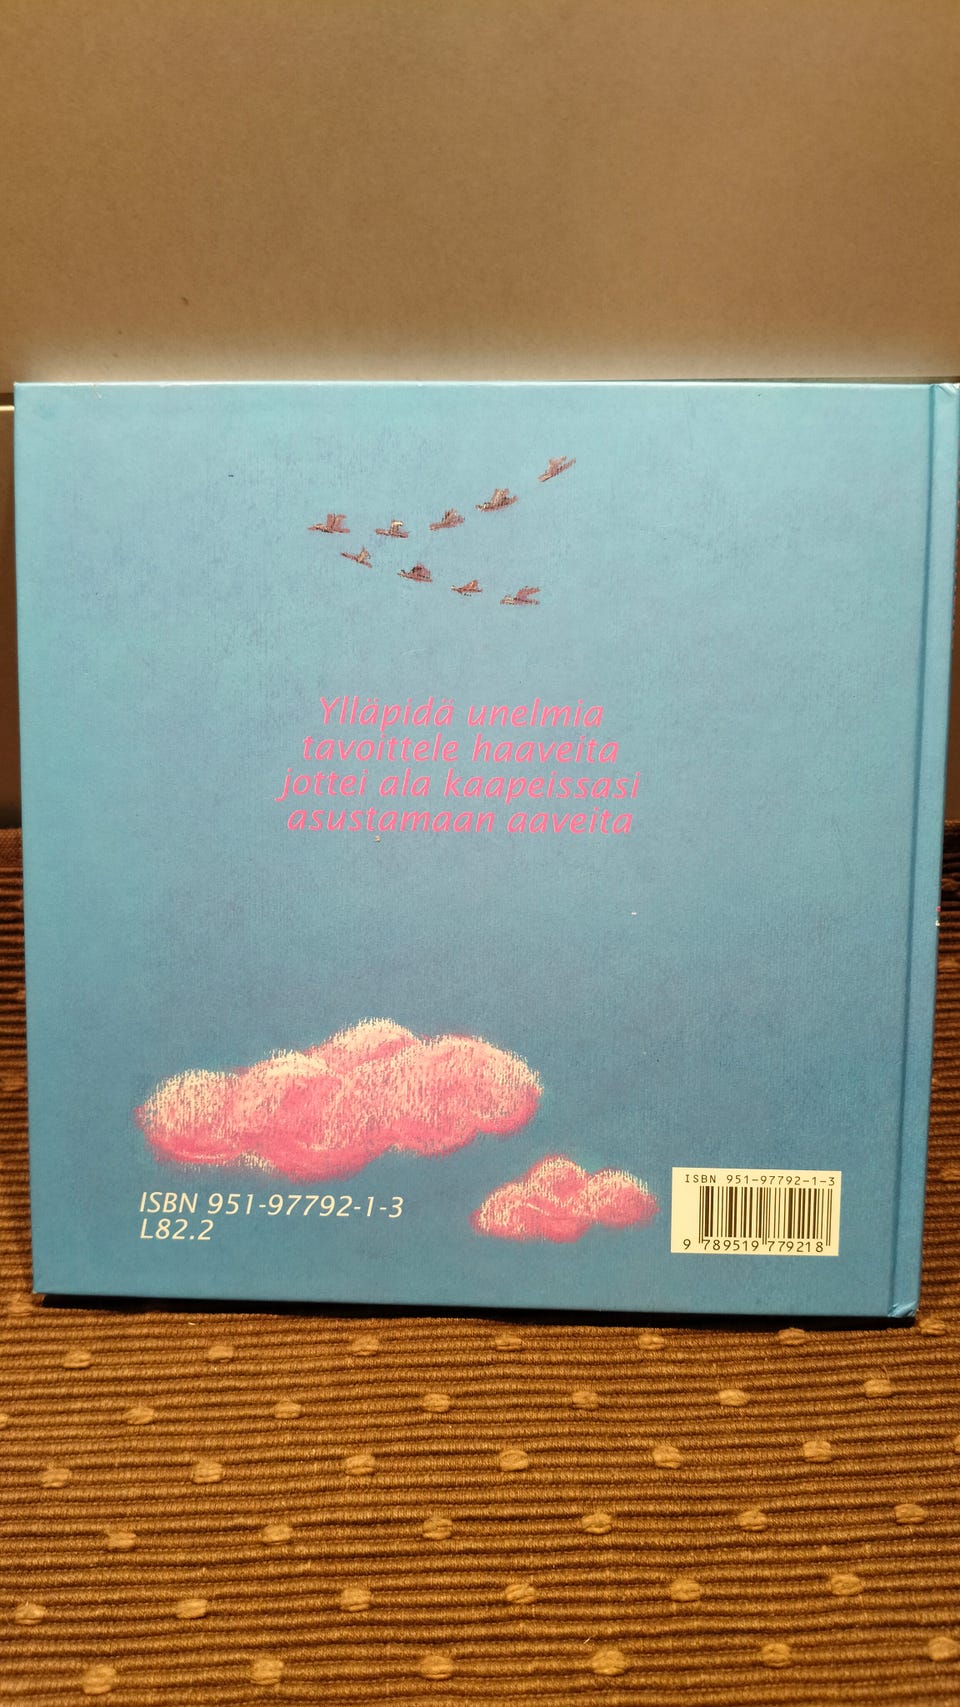 Ylläpidä unelmia
tavoittele haaveita
jottei ala kaapeissasi
asustamaan aaveita
ISBN 951-97792-1-3
L82.2
ISBN 951-97792-1-3
9 789519 779218